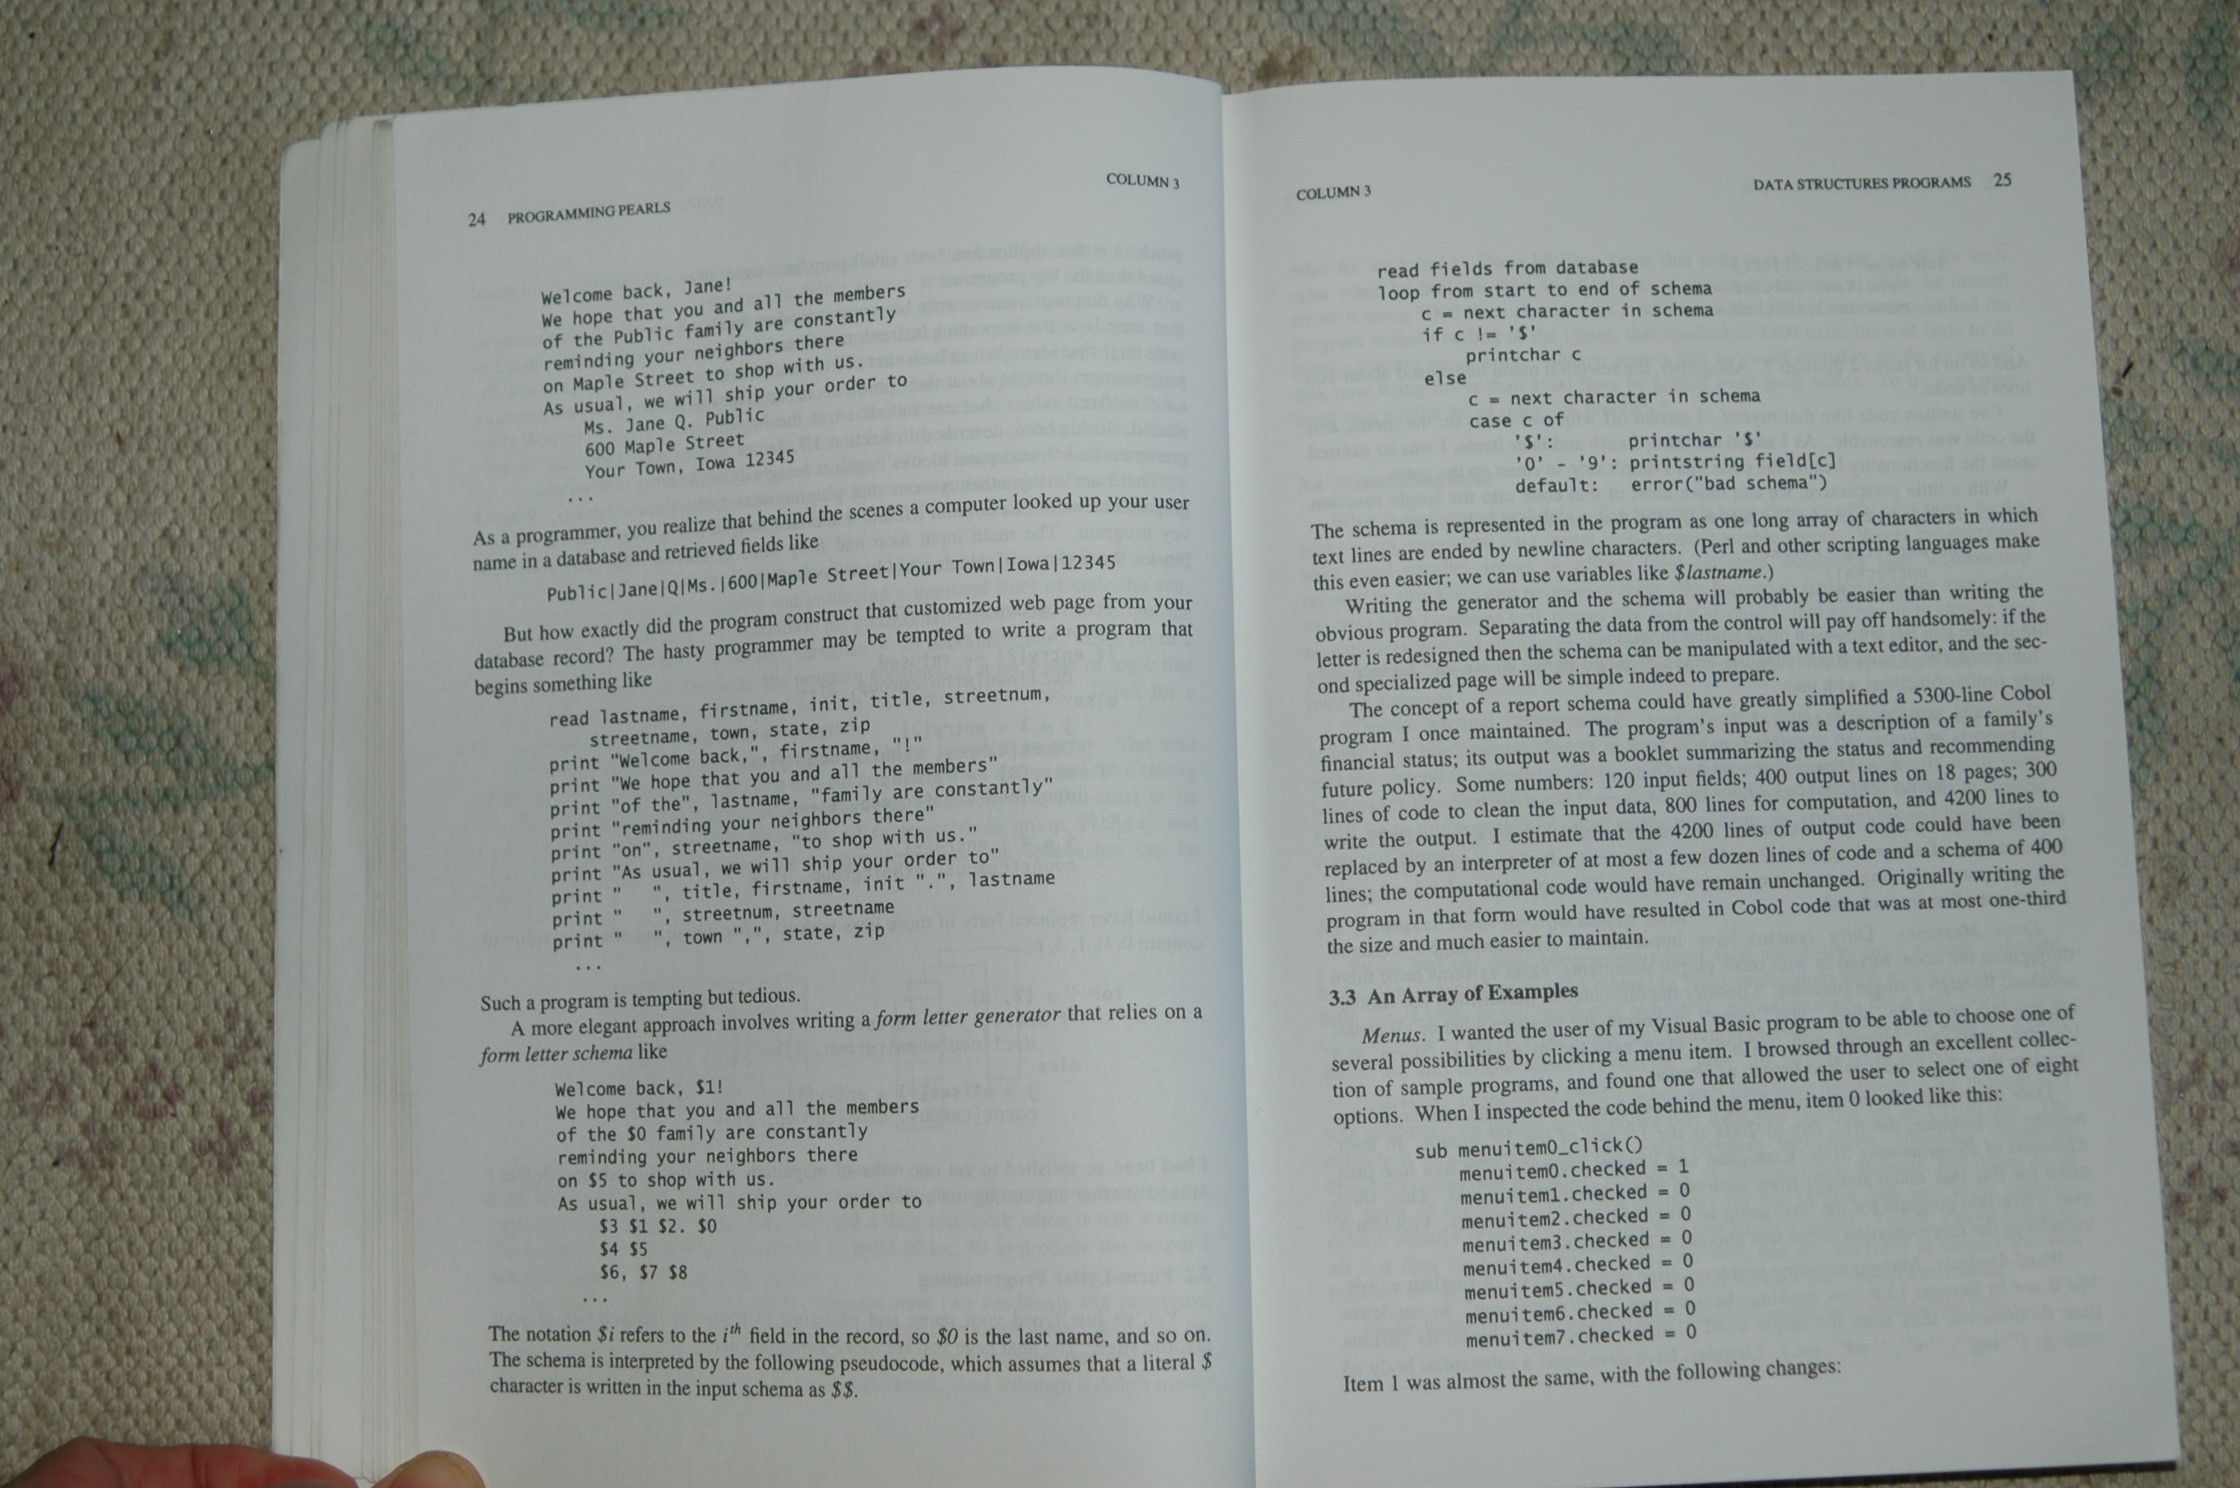 24 PROGRAMMING PEARLS COLUMN 3
Welcome back, Jane!
We hope that you and all the members
of the Public family are constantly
reminding your neighbors there
on Maple Street to shop with us.
As usual, we will ship your order to
Ms. Jane Q. Public
600 Maple Street
Your Town, Iowa 12345
...
As a programmer, you realize that behind the scenes a computer looked up your user
name in a database and retrieved fields like
Public|Jane|Q|Ms.|600|Maple Street|Your Town|Iowa|12345
But how exactly did the program construct that customized web page from your
database record? The hasty programmer may be tempted to write a program that
begins something like
read lastname, firstname, init, title, streetnum,
streetname, town, state, zip
print "Welcome back,", firstname, "!"
print "We hope that you and all the members"
print "of the", lastname, "family are constantly"
print "reminding your neighbors there"
print "on", streetname, "to shop with us."
print "As usual, we will ship your order to"
print "   ", title, firstname, init ".", lastname
print "   ", streetnum, streetname
print "   ", town ",", state, zip
...
Such a program is tempting but tedious.
A more elegant approach involves writing a form letter generator that relies on a
form letter schema like
Welcome back, $1!
We hope that you and all the members
of the $0 family are constantly
reminding your neighbors there
on $5 to shop with us.
As usual, we will ship your order to
$3 $1 $2. $0
$4 $5
$6, $7 $8
...
The notation $i refers to the ith field in the record, so $0 is the last name, and so on.
The schema is interpreted by the following pseudocode, which assumes that a literal $
character is written in the input schema as $$.
COLUMN 3 DATA STRUCTURES PROGRAMS 25
read fields from database
loop from start to end of schema
c = next character in schema
if c != '$'
printchar c
else
c = next character in schema
case c of
'$': printchar '$'
'0' - '9': printstring field[c]
default: error("bad schema")
The schema is represented in the program as one long array of characters in which
text lines are ended by newline characters. (Perl and other scripting languages make
this even easier; we can use variables like $lastname.)
Writing the generator and the schema will probably be easier than writing the
obvious program. Separating the data from the control will pay off handsomely: if the
letter is redesigned then the schema can be manipulated with a text editor, and the sec-
ond specialized page will be simple indeed to prepare.
The concept of a report schema could have greatly simplified a 5300-line Cobol
program I once maintained. The program's input was a description of a family's
financial status; its output was a booklet summarizing the status and recommending
future policy. Some numbers: 120 input fields; 400 output lines on 18 pages; 300
lines of code to clean the input data, 800 lines for computation, and 4200 lines to
write the output. I estimate that the 4200 lines of output code could have been
replaced by an interpreter of at most a few dozen lines of code and a schema of 400
lines; the computational code would have remain unchanged. Originally writing the
program in that form would have resulted in Cobol code that was at most one-third
the size and much easier to maintain.
3.3 An Array of Examples
Menus. I wanted the user of my Visual Basic program to be able to choose one of
several possibilities by clicking a menu item. I browsed through an excellent collec-
tion of sample programs, and found one that allowed the user to select one of eight
options. When I inspected the code behind the menu, item 0 looked like this:
sub menuitem0_click()
menuitem0.checked = 1
menuitem1.checked = 0
menuitem2.checked = 0
menuitem3.checked = 0
menuitem4.checked = 0
menuitem5.checked = 0
menuitem6.checked = 0
menuitem7.checked = 0
Item 1 was almost the same, with the following changes: